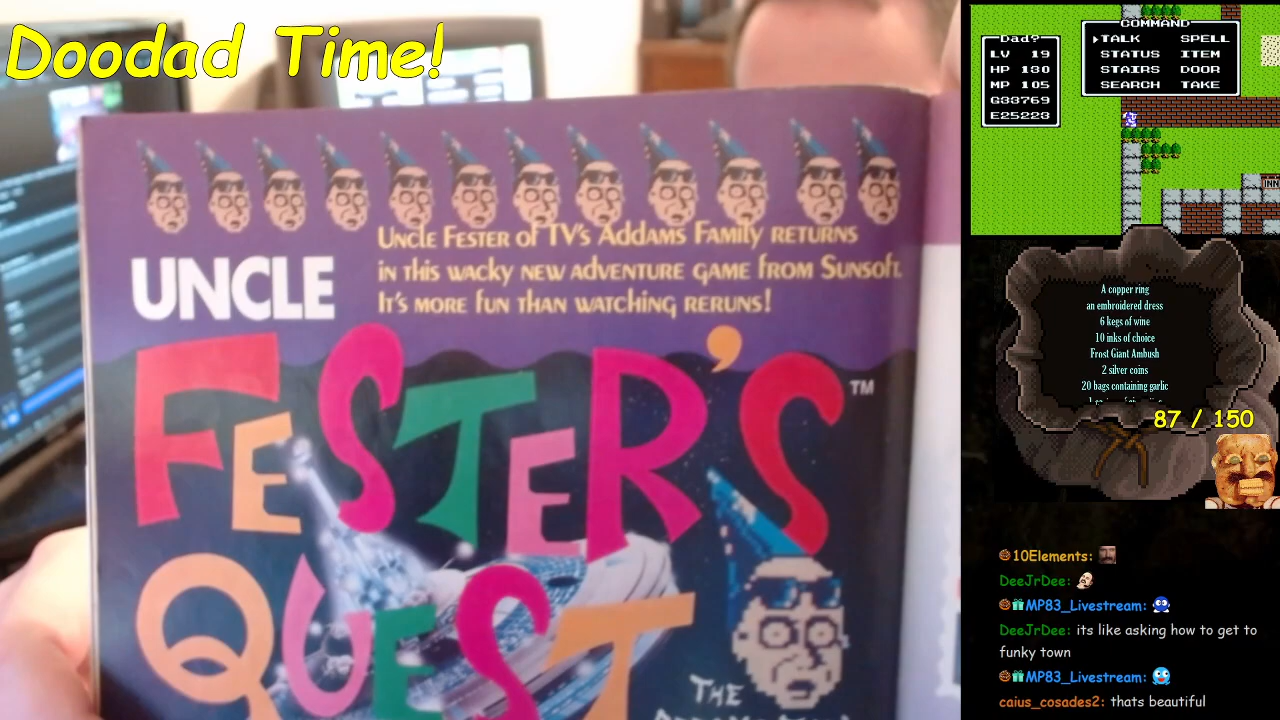 Doodad Time!
Uncle Fester of TV's Addams Family returns
in this wacky new adventure game from Sunsoft.
It's more fun than watching reruns!
UNCLE
FESTER'S
TM
QUEST
THE
COMMAND
TALK SPELL
STATUS ITEM
STAIRS DOOR
SEARCH TAKE
Dad?
LV 19
HP 130
MP 105
G33769
E25223
INN
A copper ring
an embroidered dress
6 kegs of wine
10 inks of choice
Frost Giant Ambush
2 silver coins
20 bags containing garlic
87 / 150
10Elements:
DeeJrDee:
MP83_Livestream:
DeeJrDee: its like asking how to get to
funky town
MP83_Livestream:
caius_cosades2: thats beautiful